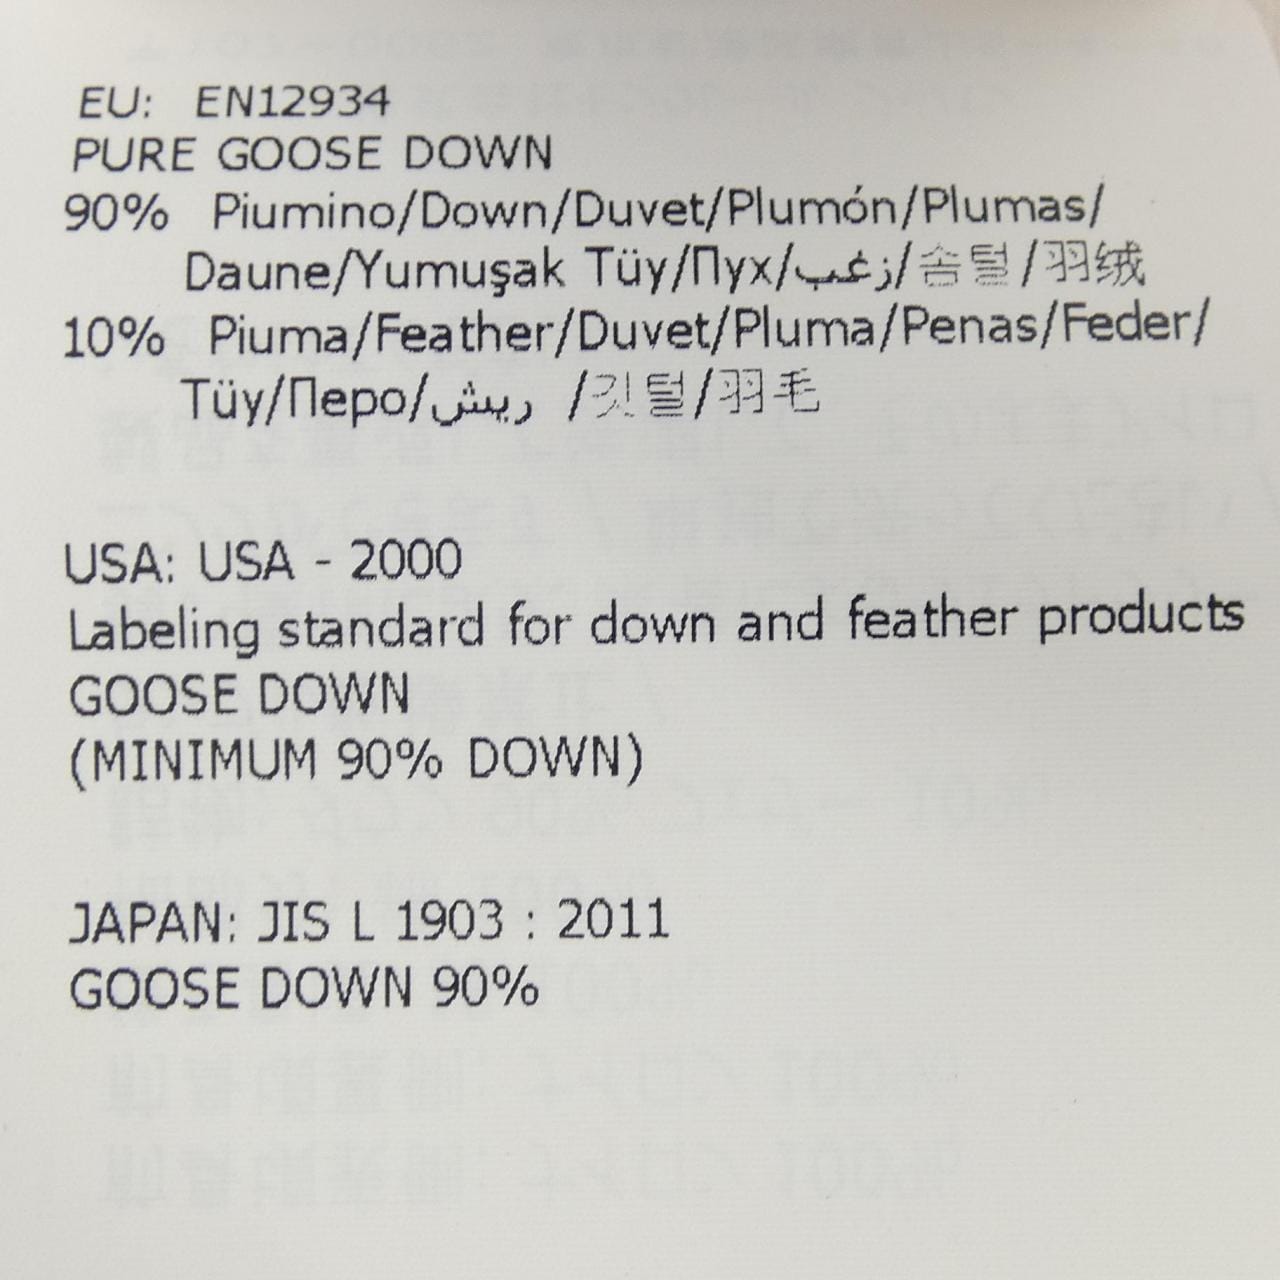 EU: EN12934
PURE GOOSE DOWN
90% Piumino/Down/Duvet/Plumón/Plumas/
Daune/Yumuşak Tüy/Пух/زغب/솜털/羽绒
10% Piuma/Feather/Duvet/Pluma/Penas/Feder/
Tüy/Перо/ريش /깃털/羽毛
USA: USA - 2000
Labeling standard for down and feather products
GOOSE DOWN
(MINIMUM 90% DOWN)
JAPAN: JIS L 1903 : 2011
GOOSE DOWN 90%